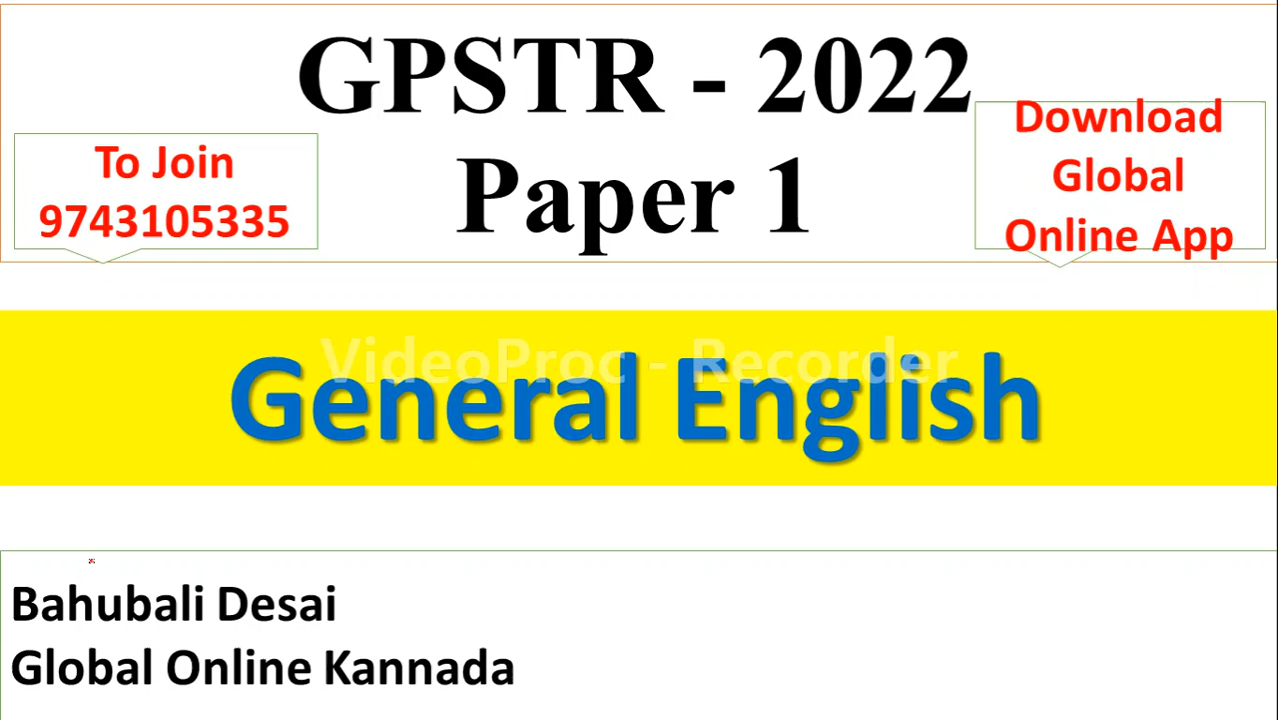 GPSTR - 2022
Paper 1
To Join
9743105335
Download
Global
Online App
VideoProc - Recorder
General English
Bahubali Desai
Global Online Kannada